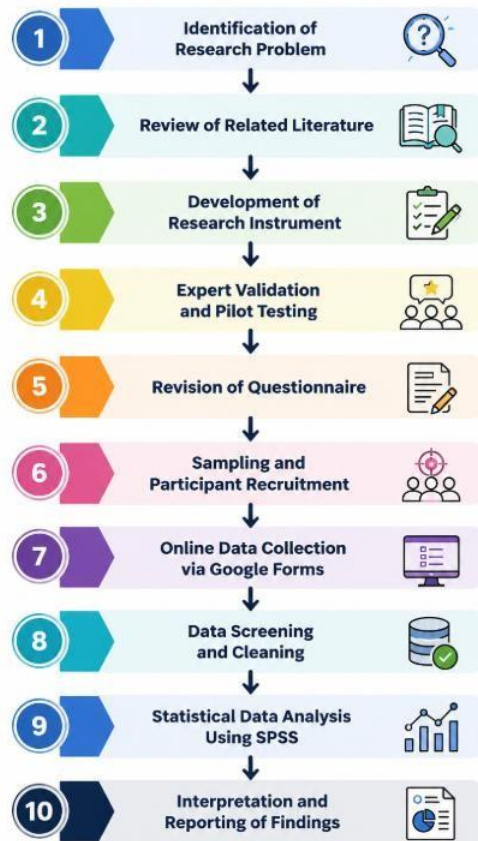 1
Identification of
Research Problem
2
Review of Related Literature
3
Development of
Research Instrument
4
Expert Validation
and Pilot Testing
5
Revision of Questionnaire
6
Sampling and
Participant Recruitment
7
Online Data Collection
via Google Forms
8
Data Screening
and Cleaning
9
Statistical Data Analysis
Using SPSS
10
Interpretation and
Reporting of Findings